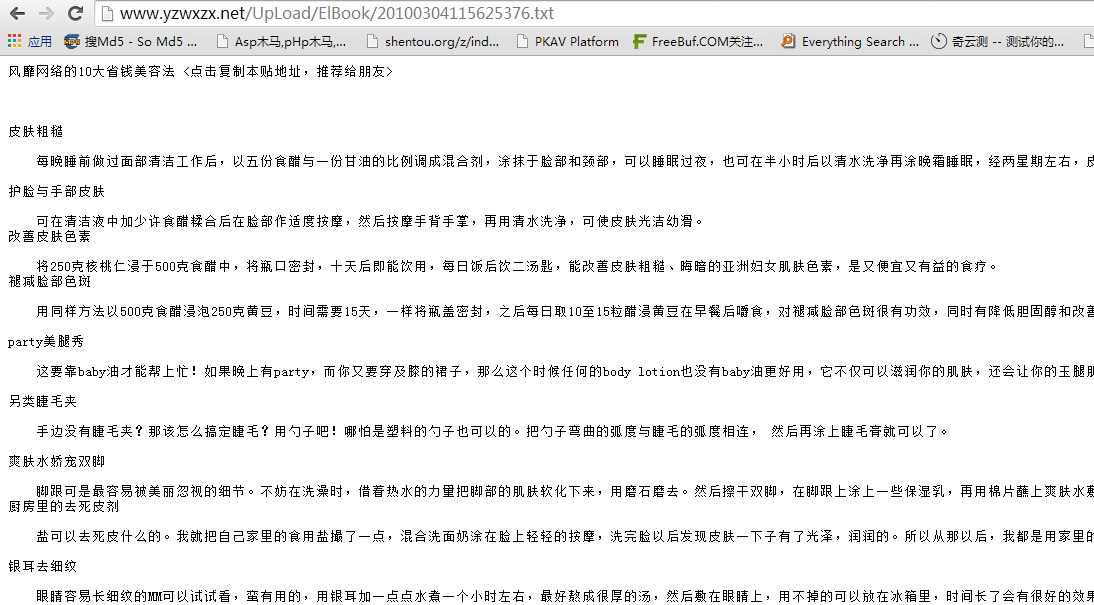 www.yzwxzx.net/UpLoad/ElBook/20100304115625376.txt
应用 搜Md5 - So Md5 ... Asp木马,pHp木马,... shentou.org/z/ind... PKAV Platform FreeBuf.COM关注... Everything Search ... 奇云测 -- 测试你的...
风靡网络的10大省钱美容法 <点击复制本贴地址，推荐给朋友>
皮肤粗糙
每晚睡前做过面部清洁工作后，以五份食醋与一份甘油的比例调成混合剂，涂抹于脸部和颈部，可以睡眠过夜，也可在半小时后以清水洗净再涂晚霜睡眠，经两星期左右，皮
护脸与手部皮肤
可在清洁液中加少许食醋糅合后在脸部作适度按摩，然后按摩手背手掌，再用清水洗净，可使皮肤光洁幼滑。
改善皮肤色素
将250克核桃仁浸于500克食醋中，将瓶口密封，十天后即能饮用，每日饭后饮二汤匙，能改善皮肤粗糙、晦暗的亚洲妇女肌肤色素，是又便宜又有益的食疗。
褪减脸部色斑
用同样方法以500克食醋浸泡250克黄豆，时间需要15天，一样将瓶盖密封，之后每日取10至15粒醋浸黄豆在早餐后嚼食，对褪减脸部色斑很有功效，同时有降低胆固醇和改善
party美腿秀
这要靠baby油才能帮上忙！如果晚上有party，而你又要穿及膝的裙子，那么这个时候任何的body lotion也没有baby油更好用，它不仅可以滋润你的肌肤，还会让你的玉腿肌
另类睫毛夹
手边没有睫毛夹？那该怎么搞定睫毛？用勺子吧！哪怕是塑料的勺子也可以的。把勺子弯曲的弧度与睫毛的弧度相连， 然后再涂上睫毛膏就可以了。
爽肤水娇宠双脚
脚跟可是最容易被美丽忽视的细节。不妨在洗澡时，借着热水的力量把脚部的肌肤软化下来，用磨石磨去。然后擦干双脚，在脚跟上涂上一些保湿乳，再用棉片蘸上爽肤水敷
厨房里的去死皮剂
盐可以去死皮什么的。我就把自己家里的食用盐撮了一点，混合洗面奶涂在脸上轻轻的按摩，洗完脸以后发现皮肤一下子有了光泽，润润的。所以从那以后，我都是用家里的
银耳去细纹
眼睛容易长细纹的MM可以试试看，蛮有用的，用银耳加一点点水煮一个小时左右，最好熬成很厚的汤，然后敷在眼睛上，用不掉的可以放在冰箱里，时间长了会有很好的效果